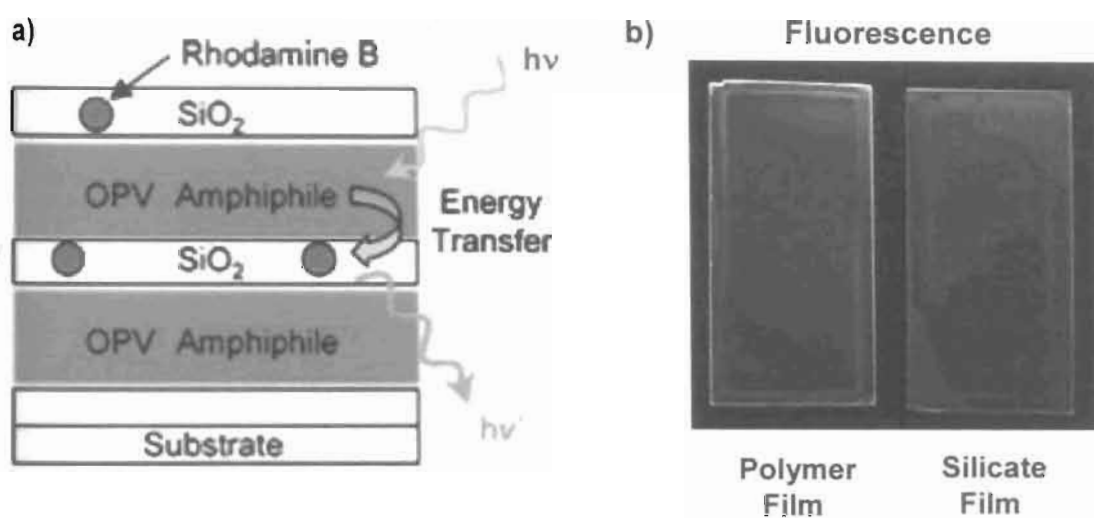 a)
Rhodamine B
hν
SiO₂
OPV Amphiphile
Energy
Transfer
SiO₂
OPV Amphiphile
hν'
Substrate
b)
Fluorescence
Polymer
Film
Silicate
Film